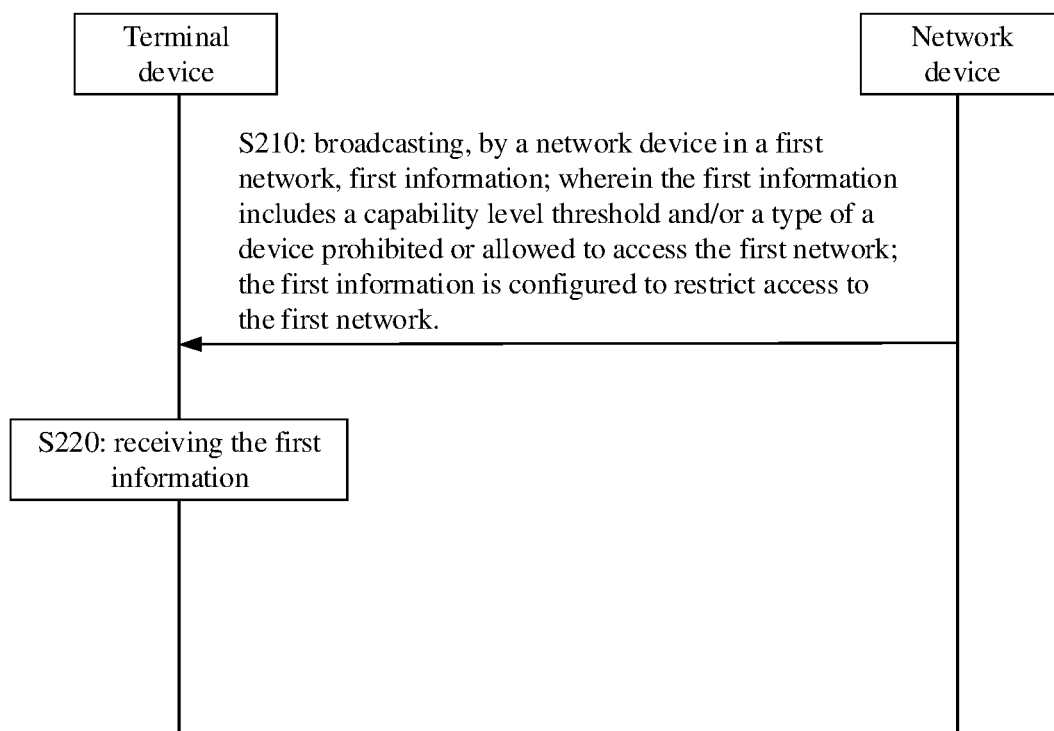 Terminal
device
Network
device
S210: broadcasting, by a network device in a first
network, first information; wherein the first information
includes a capability level threshold and/or a type of a
device prohibited or allowed to access the first network;
the first information is configured to restrict access to
the first network.
S220: receiving the first
information